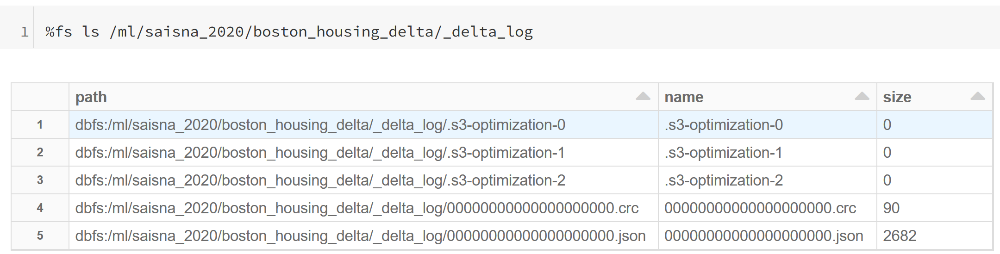 1 %fs ls /ml/saisna_2020/boston_housing_delta/_delta_log
path name size
1 dbfs:/ml/saisna_2020/boston_housing_delta/_delta_log/.s3-optimization-0 .s3-optimization-0 0
2 dbfs:/ml/saisna_2020/boston_housing_delta/_delta_log/.s3-optimization-1 .s3-optimization-1 0
3 dbfs:/ml/saisna_2020/boston_housing_delta/_delta_log/.s3-optimization-2 .s3-optimization-2 0
4 dbfs:/ml/saisna_2020/boston_housing_delta/_delta_log/00000000000000000000.crc 00000000000000000000.crc 90
5 dbfs:/ml/saisna_2020/boston_housing_delta/_delta_log/00000000000000000000.json 00000000000000000000.json 2682